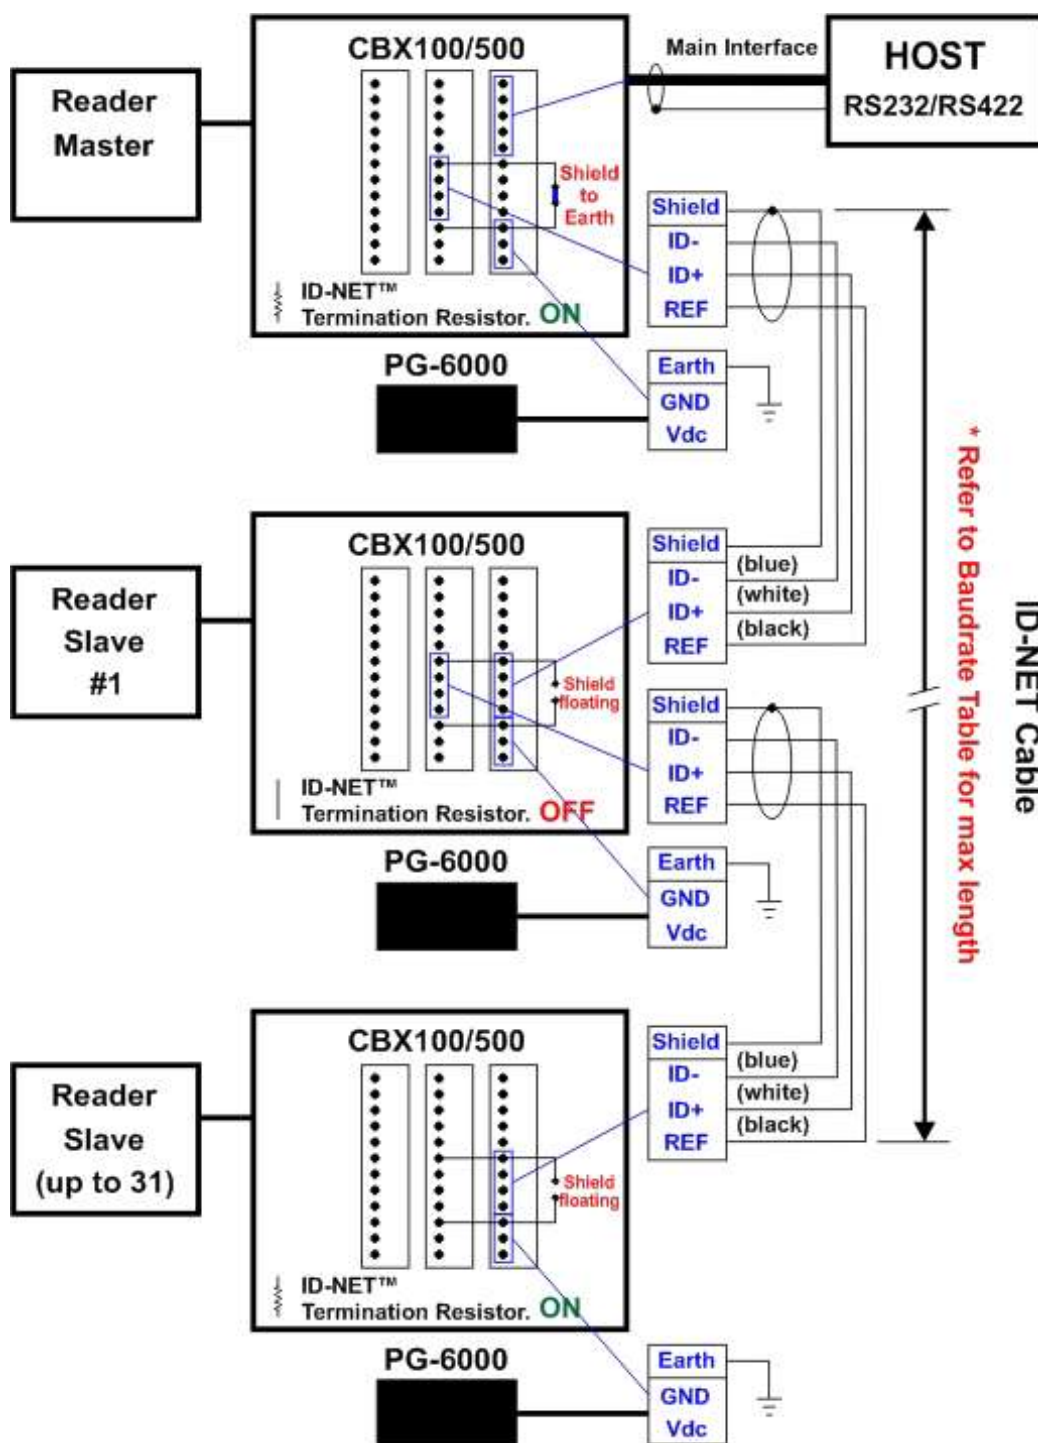 CBX100/500
Main Interface
HOST
RS232/RS422
Reader
Master
Shield
to
Earth
Shield
ID-
ID+
REF
ID-NET™
Termination Resistor. ON
PG-6000
Earth
GND
Vdc
CBX100/500
Reader
Slave
#1
Shield
floating
Shield
ID-
ID+
REF
(blue)
(white)
(black)
Shield
ID-
ID+
REF
ID-NET™
Termination Resistor. OFF
PG-6000
Earth
GND
Vdc
* Refer to Baudrate Table for max length
ID-NET Cable
CBX100/500
Reader
Slave
(up to 31)
Shield
floating
Shield
ID-
ID+
REF
(blue)
(white)
(black)
ID-NET™
Termination Resistor. ON
PG-6000
Earth
GND
Vdc